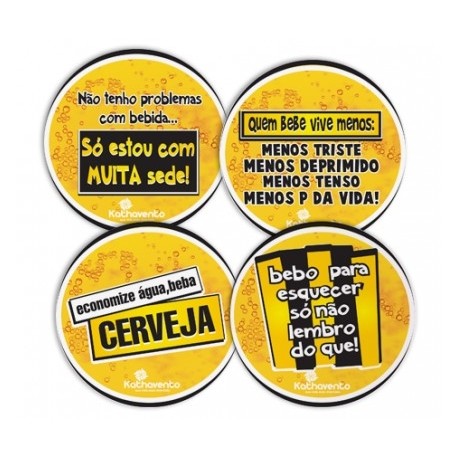 Não tenho problemas
com bebida...
Só estou com
MUITA sede!
Kathavento
Quem BeBe vive menos:
MENOS TRISTE
MENOS DEPRIMIDO
MENOS TENSO
MENOS P DA VIDA!
economize água, beba
CERVEJA
Kathavento
bebo para
esquecer
só não
lembro
do que!
Kathavento